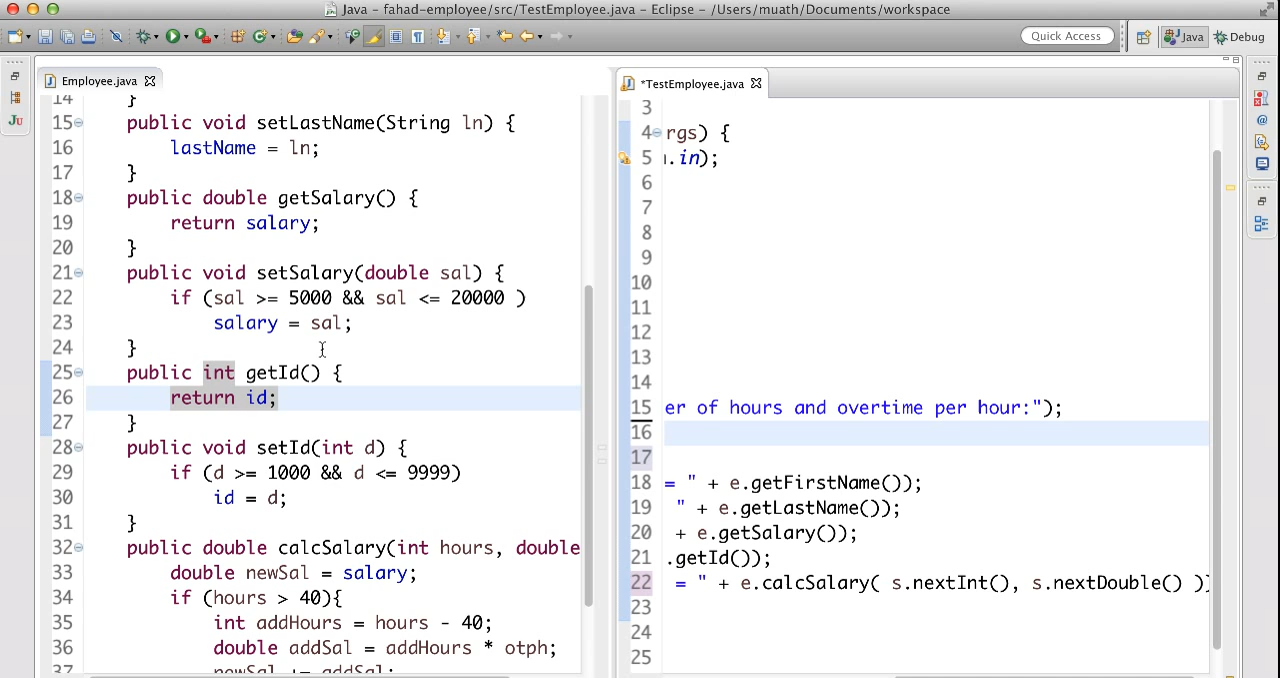 Java - fahad-employee/src/TestEmployee.java - Eclipse - /Users/muath/Documents/workspace
Quick Access
Java
Debug
Employee.java
14 }
15 public void setLastName(String ln) {
16 lastName = ln;
17 }
18 public double getSalary() {
19 return salary;
20 }
21 public void setSalary(double sal) {
22 if (sal >= 5000 && sal <= 20000 )
23 salary = sal;
24 }
25 public int getId() {
26 return id;
27 }
28 public void setId(int d) {
29 if (d >= 1000 && d <= 9999)
30 id = d;
31 }
32 public double calcSalary(int hours, double
33 double newSal = salary;
34 if (hours > 40){
35 int addHours = hours - 40;
36 double addSal = addHours * otph;
37 newSal += addSal;
*TestEmployee.java
3
4 rgs) {
5 .in);
6
7
8
9
10
11
12
13
14
15 er of hours and overtime per hour:");
16
17
18 = " + e.getFirstName());
19 " + e.getLastName());
20 + e.getSalary());
21 .getId());
22 = " + e.calcSalary( s.nextInt(), s.nextDouble() ))
23
24
25
Ju
@